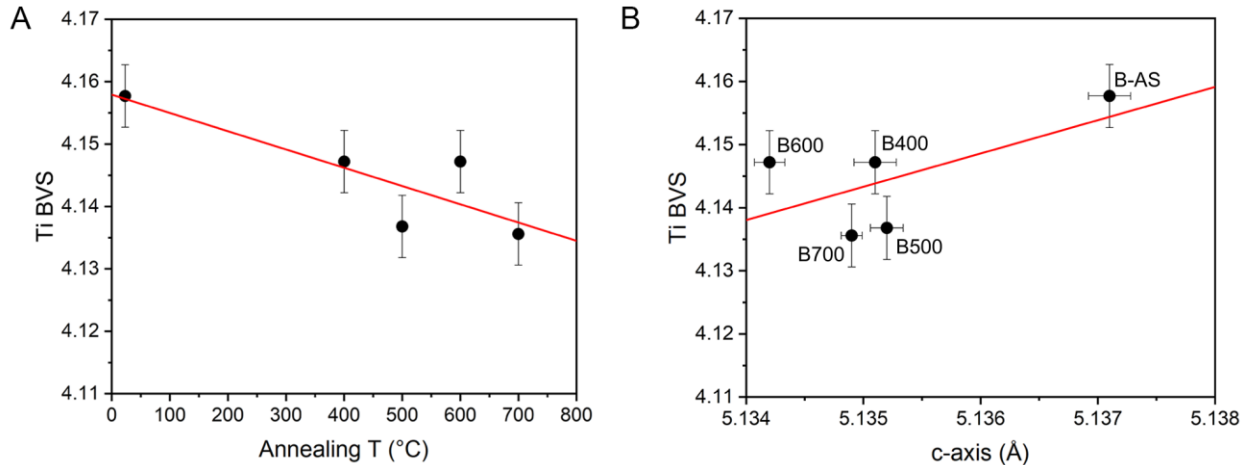 A
4.17
4.16
4.15
4.14
4.13
4.12
4.11
Ti BVS
0 100 200 300 400 500 600 700 800
Annealing T (°C)
B
4.17
4.16
4.15
4.14
4.13
4.12
4.11
Ti BVS
B-AS
B600
B400
B700
B500
5.134 5.135 5.136 5.137 5.138
c-axis (Å)